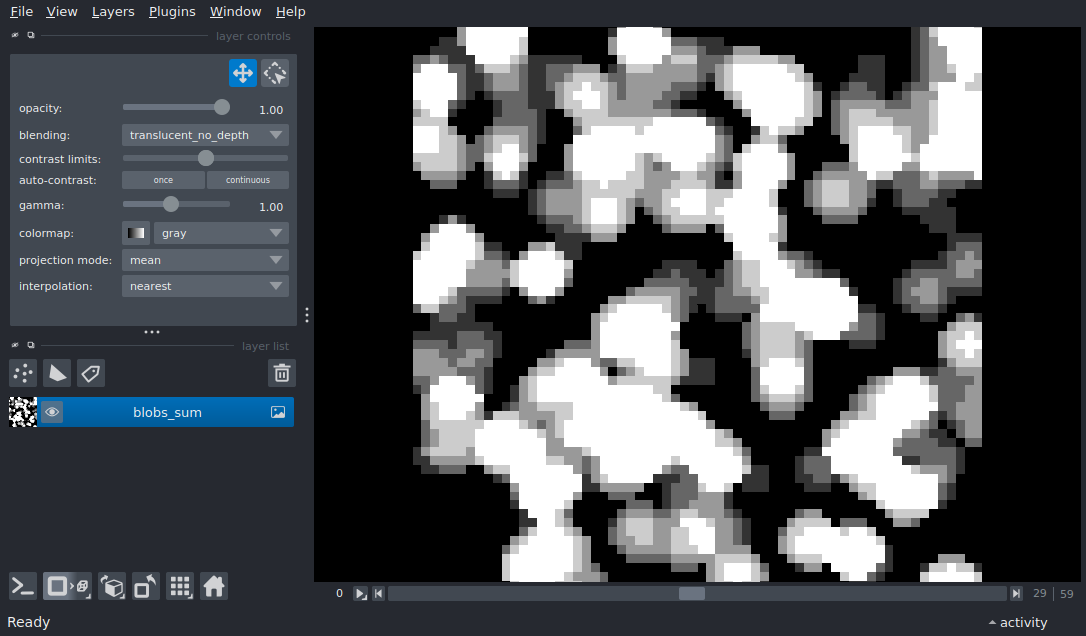 File View Layers Plugins Window Help
layer controls
opacity: 1.00
blending: translucent_no_depth
contrast limits:
auto-contrast: once continuous
gamma: 1.00
colormap: gray
projection mode: mean
interpolation: nearest
layer list
blobs_sum
0 29 | 59
Ready activity